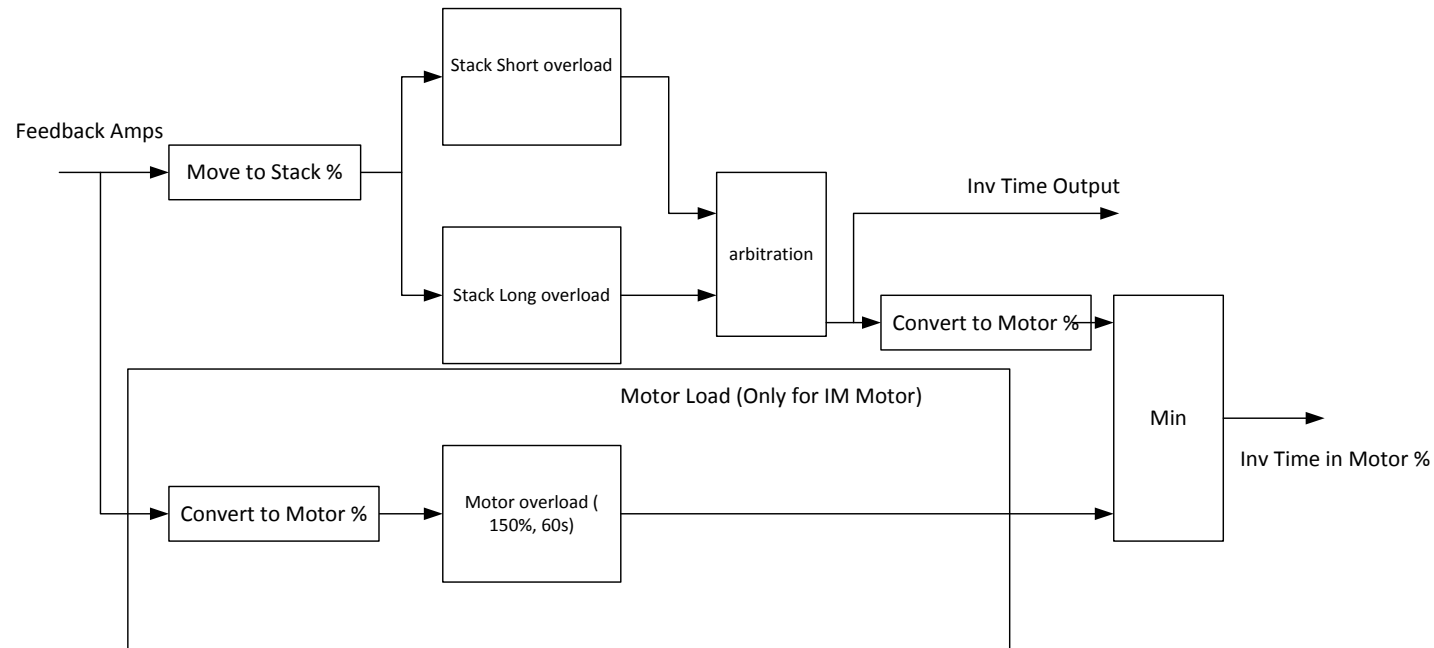 Stack Short overload
Feedback Amps
Move to Stack %
Inv Time Output
arbitration
Stack Long overload
Convert to Motor %
Motor Load (Only for IM Motor)
Min
Inv Time in Motor %
Motor overload (
150%, 60s)
Convert to Motor %